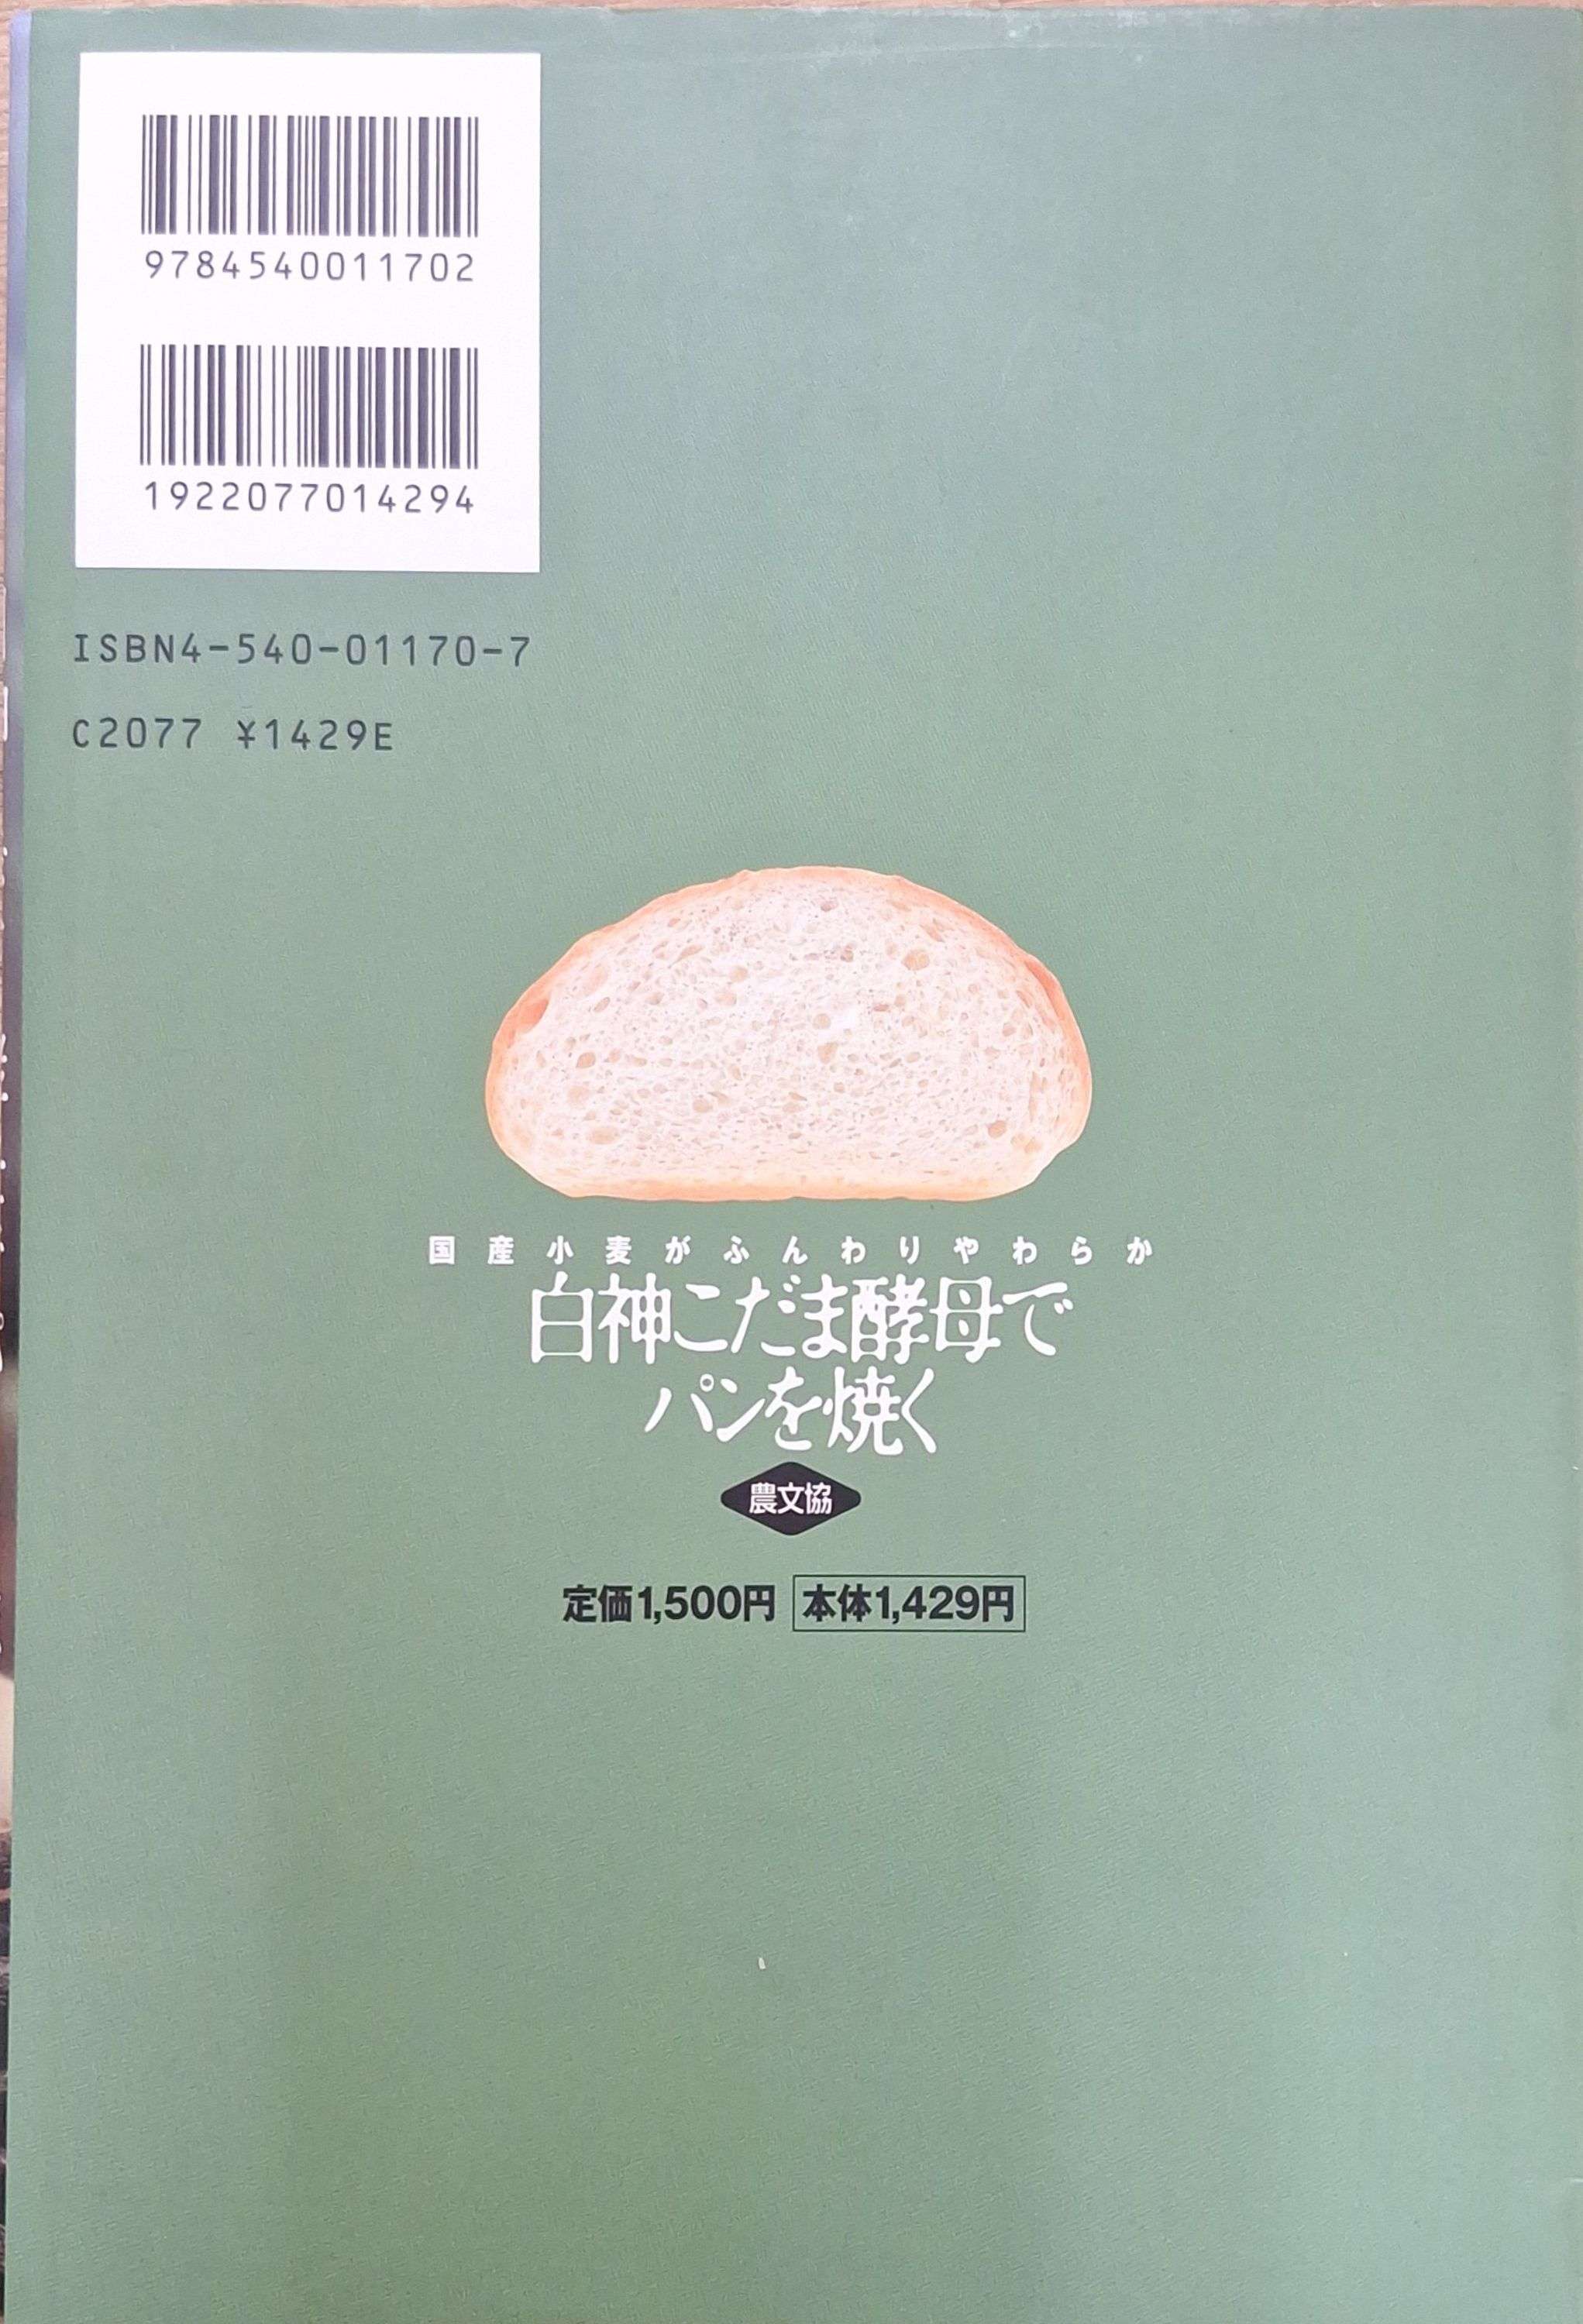 9784540011702
1922077014294
ISBN4-540-01170-7
C2077 ¥1429E
国産小麦がふんわりやわらか
白神こだま酵母で
パンを焼く
農文協
定価1,500円 本体1,429円